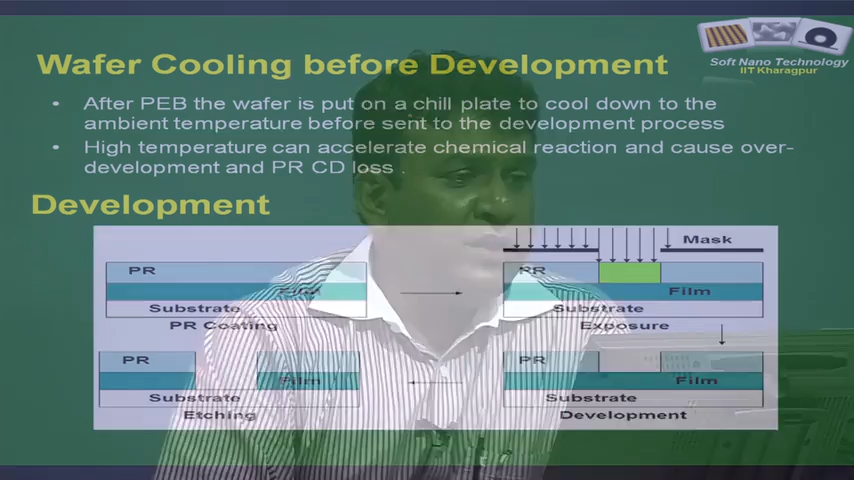 Soft Nano Technology
IIT Kharagpur
Wafer Cooling before Development
• After PEB the wafer is put on a chill plate to cool down to the
ambient temperature before sent to the development process
• High temperature can accelerate chemical reaction and cause over-
development and PR CD loss .
Development
Mask
PR
PR
Film
Film
Substrate
Substrate
PR Coating
Exposure
PR
PR
Film
Film
Substrate
Substrate
Etching
Development